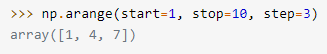 >>> np.arange(start=1, stop=10, step=3)
array([1, 4, 7])